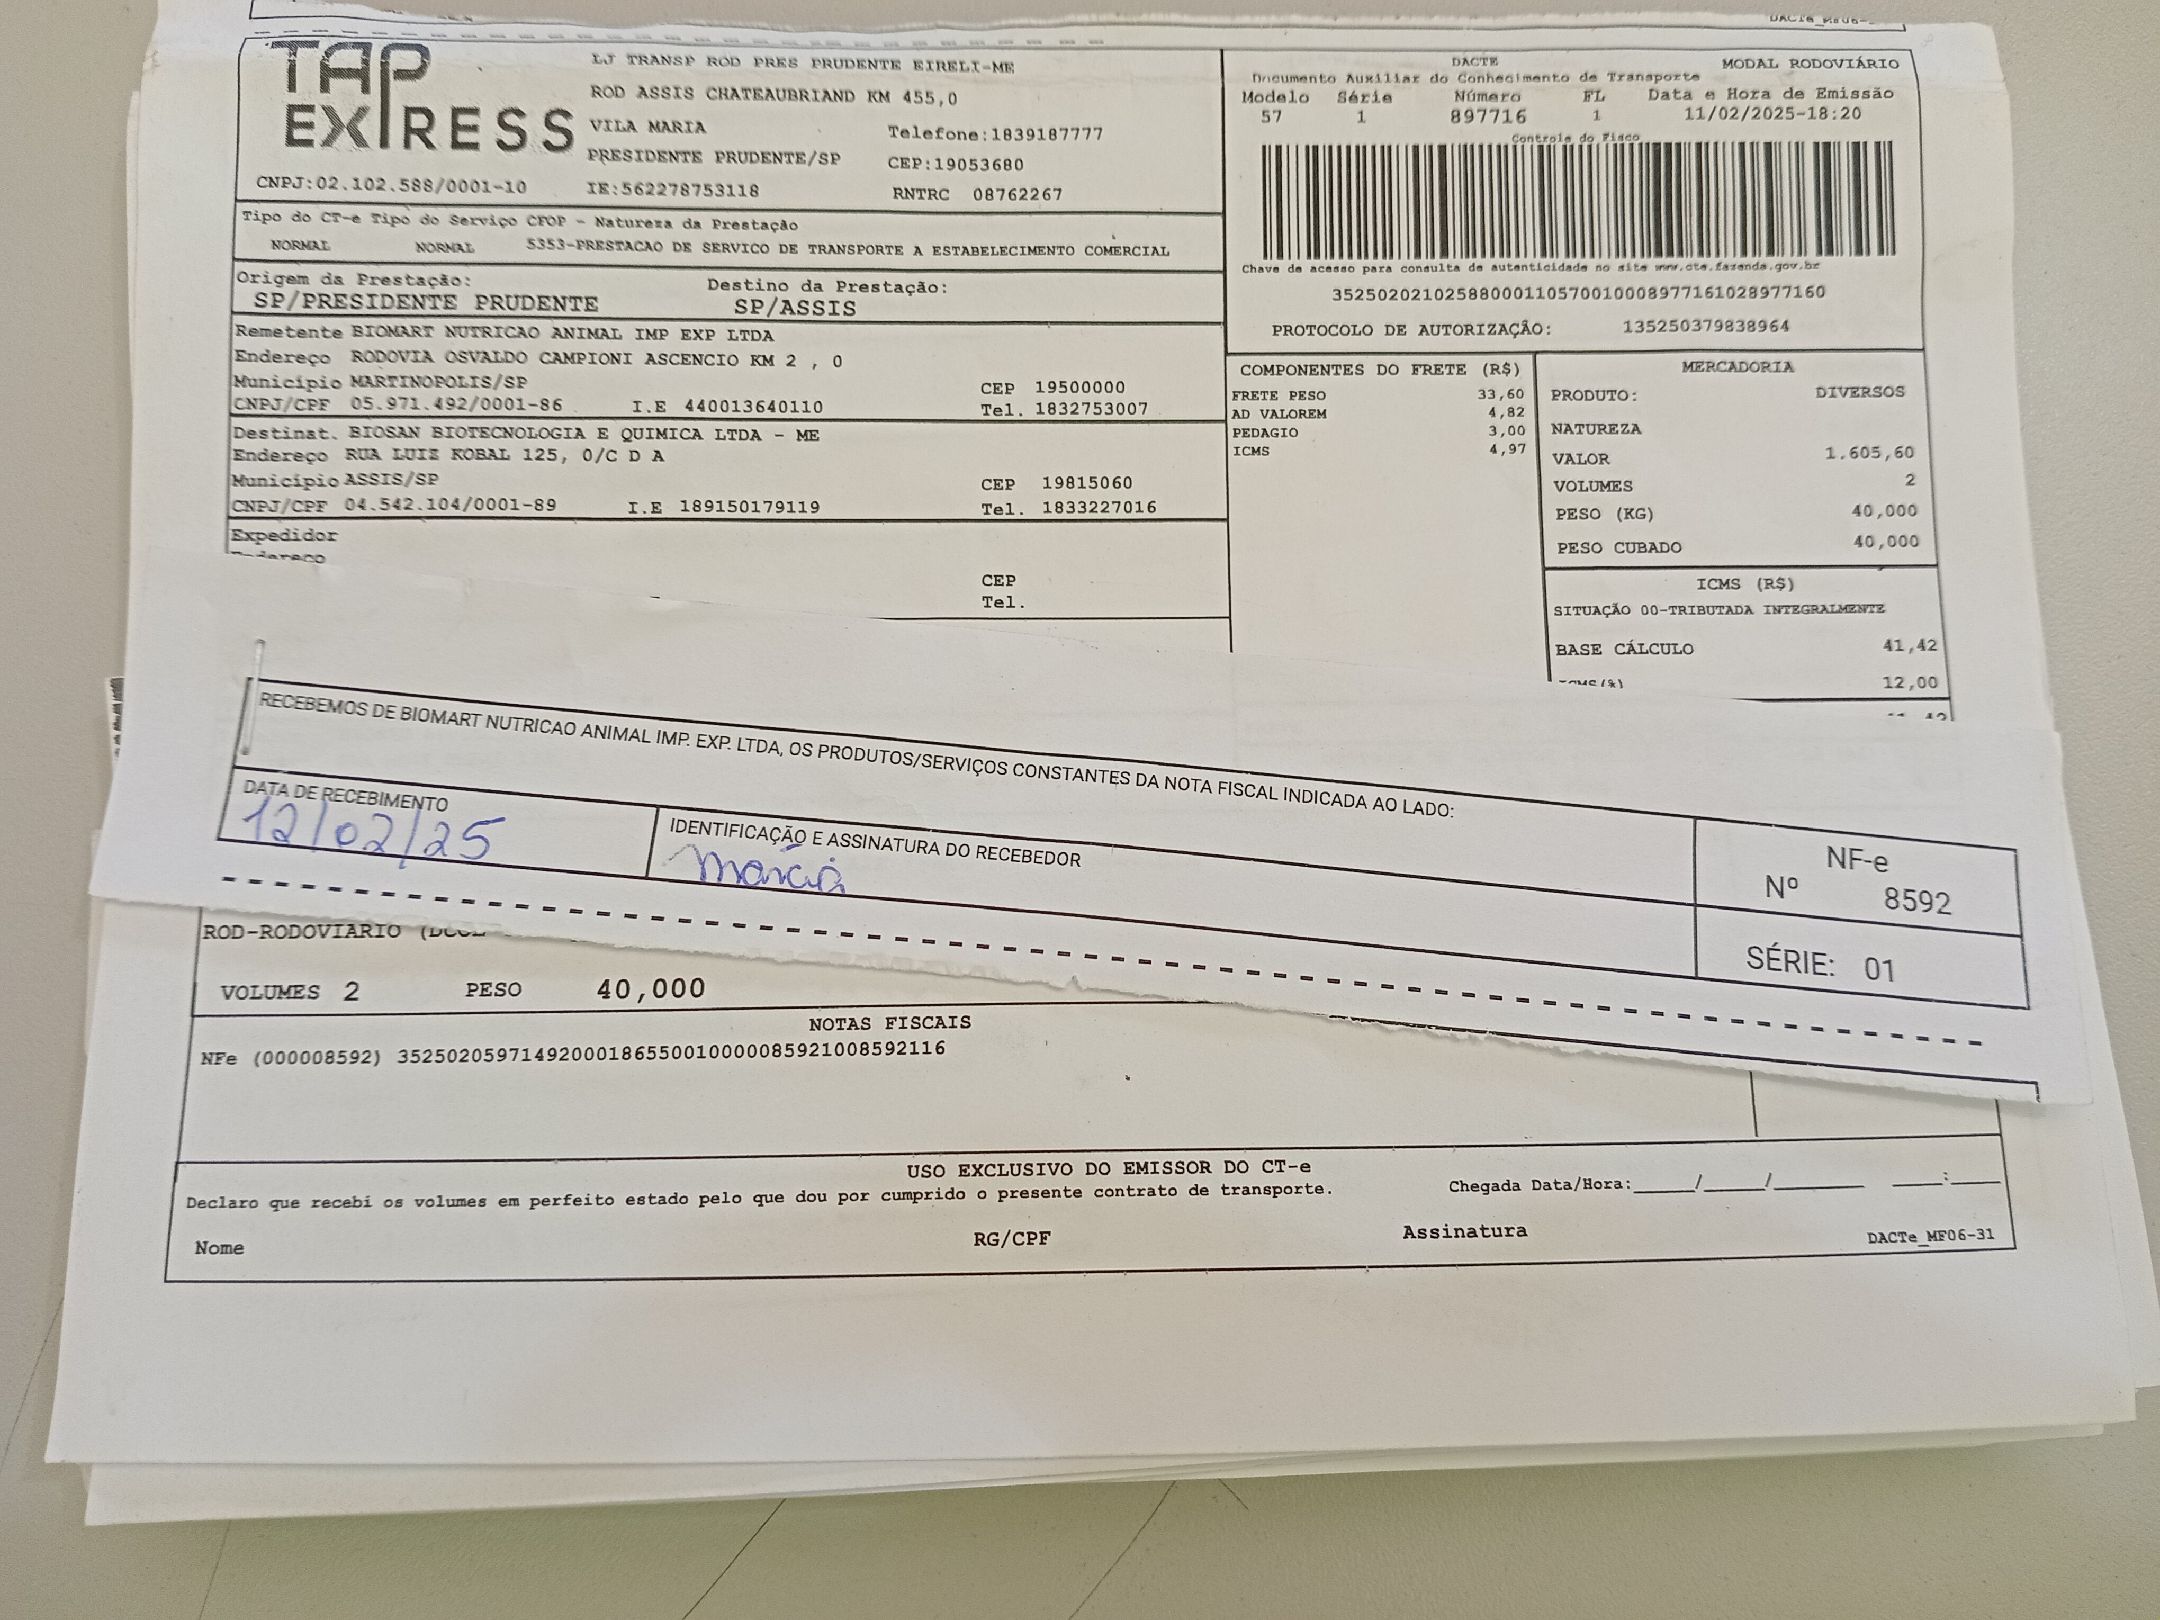 TAP EXPRESS
LJ TRANSP ROD PRES PRUDENTE EIRELI-ME
ROD ASSIS CHATEAUBRIAND KM 455,0
VILA MARIA Telefone:1839187777
PRESIDENTE PRUDENTE/SP CEP:19053680
CNPJ:02.102.588/0001-10 IE:562278753118 RNTRC 08762267
DACTE MODAL RODOVIÁRIO
Documento Auxiliar do Conhecimento de Transporte
Modelo Série Número FL Data e Hora de Emissão
57 1 897716 1 11/02/2025-18:20
Controle do Fisco
Chave de acesso para consulta de autenticidade no site www.cte.fazenda.gov.br
35250202102588000110570010008977161028977160
PROTOCOLO DE AUTORIZAÇÃO: 135250379838964
Tipo do CT-e Tipo do Serviço CFOP - Natureza da Prestação
NORMAL NORMAL 5353-PRESTACAO DE SERVICO DE TRANSPORTE A ESTABELECIMENTO COMERCIAL
Origem da Prestação: Destino da Prestação:
SP/PRESIDENTE PRUDENTE SP/ASSIS
Remetente BIOMART NUTRICAO ANIMAL IMP EXP LTDA
Endereço RODOVIA OSVALDO CAMPIONI ASCENCIO KM 2 , 0
Município MARTINOPOLIS/SP CEP 19500000
CNPJ/CPF 05.971.492/0001-86 I.E 440013640110 Tel. 1832753007
Destinat. BIOSAN BIOTECNOLOGIA E QUIMICA LTDA - ME
Endereço RUA LUIZ KOBAL 125, 0/C D A
Município ASSIS/SP CEP 19815060
CNPJ/CPF 04.542.104/0001-89 I.E 189150179119 Tel. 1833227016
Expedidor
Endereço
CEP
Tel.
COMPONENTES DO FRETE (R$)
FRETE PESO 33,60
AD VALOREM 4,82
PEDAGIO 3,00
ICMS 4,97
MERCADORIA
PRODUTO: DIVERSOS
NATUREZA
VALOR 1.605,60
VOLUMES 2
PESO (KG) 40,000
PESO CUBADO 40,000
ICMS (R$)
SITUAÇÃO 00-TRIBUTADA INTEGRALMENTE
BASE CÁLCULO 41,42
ICMS(%) 12,00
RECEBEMOS DE BIOMART NUTRICAO ANIMAL IMP. EXP. LTDA, OS PRODUTOS/SERVIÇOS CONSTANTES DA NOTA FISCAL INDICADA AO LADO:
DATA DE RECEBIMENTO
12/02/25
IDENTIFICAÇÃO E ASSINATURA DO RECEBEDOR
Márcia
NF-e
Nº 8592
SÉRIE: 01
ROD-RODOVIARIO
VOLUMES 2 PESO 40,000
NOTAS FISCAIS
NFe (000008592) 35250205971492000186550010000085921008592116
USO EXCLUSIVO DO EMISSOR DO CT-e
Declaro que recebi os volumes em perfeito estado pelo que dou por cumprido o presente contrato de transporte. Chegada Data/Hora:_____/_____/________ ____:____
Nome RG/CPF Assinatura DACTe_MF06-31